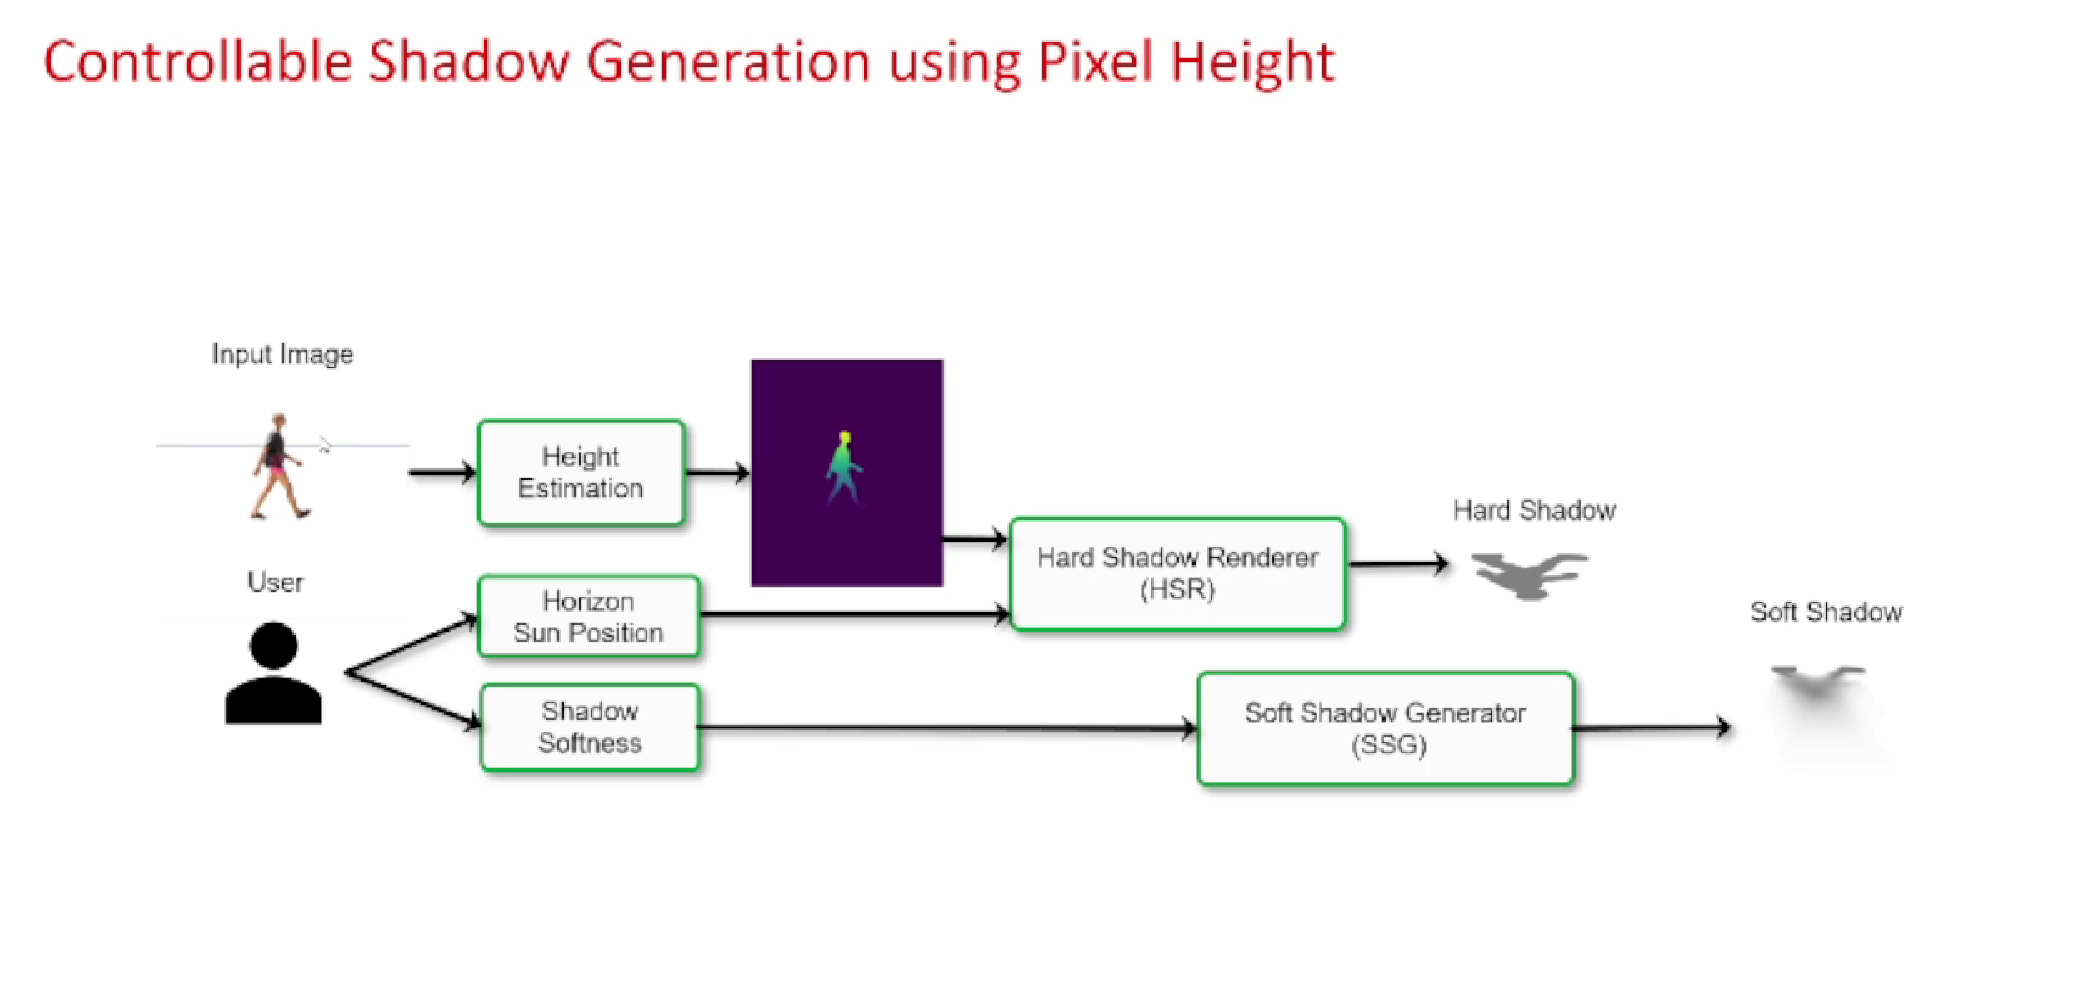 Controllable Shadow Generation using Pixel Height
Input Image
Height
Estimation
Hard Shadow
Hard Shadow Renderer
(HSR)
User
Horizon
Sun Position
Soft Shadow
Shadow
Softness
Soft Shadow Generator
(SSG)